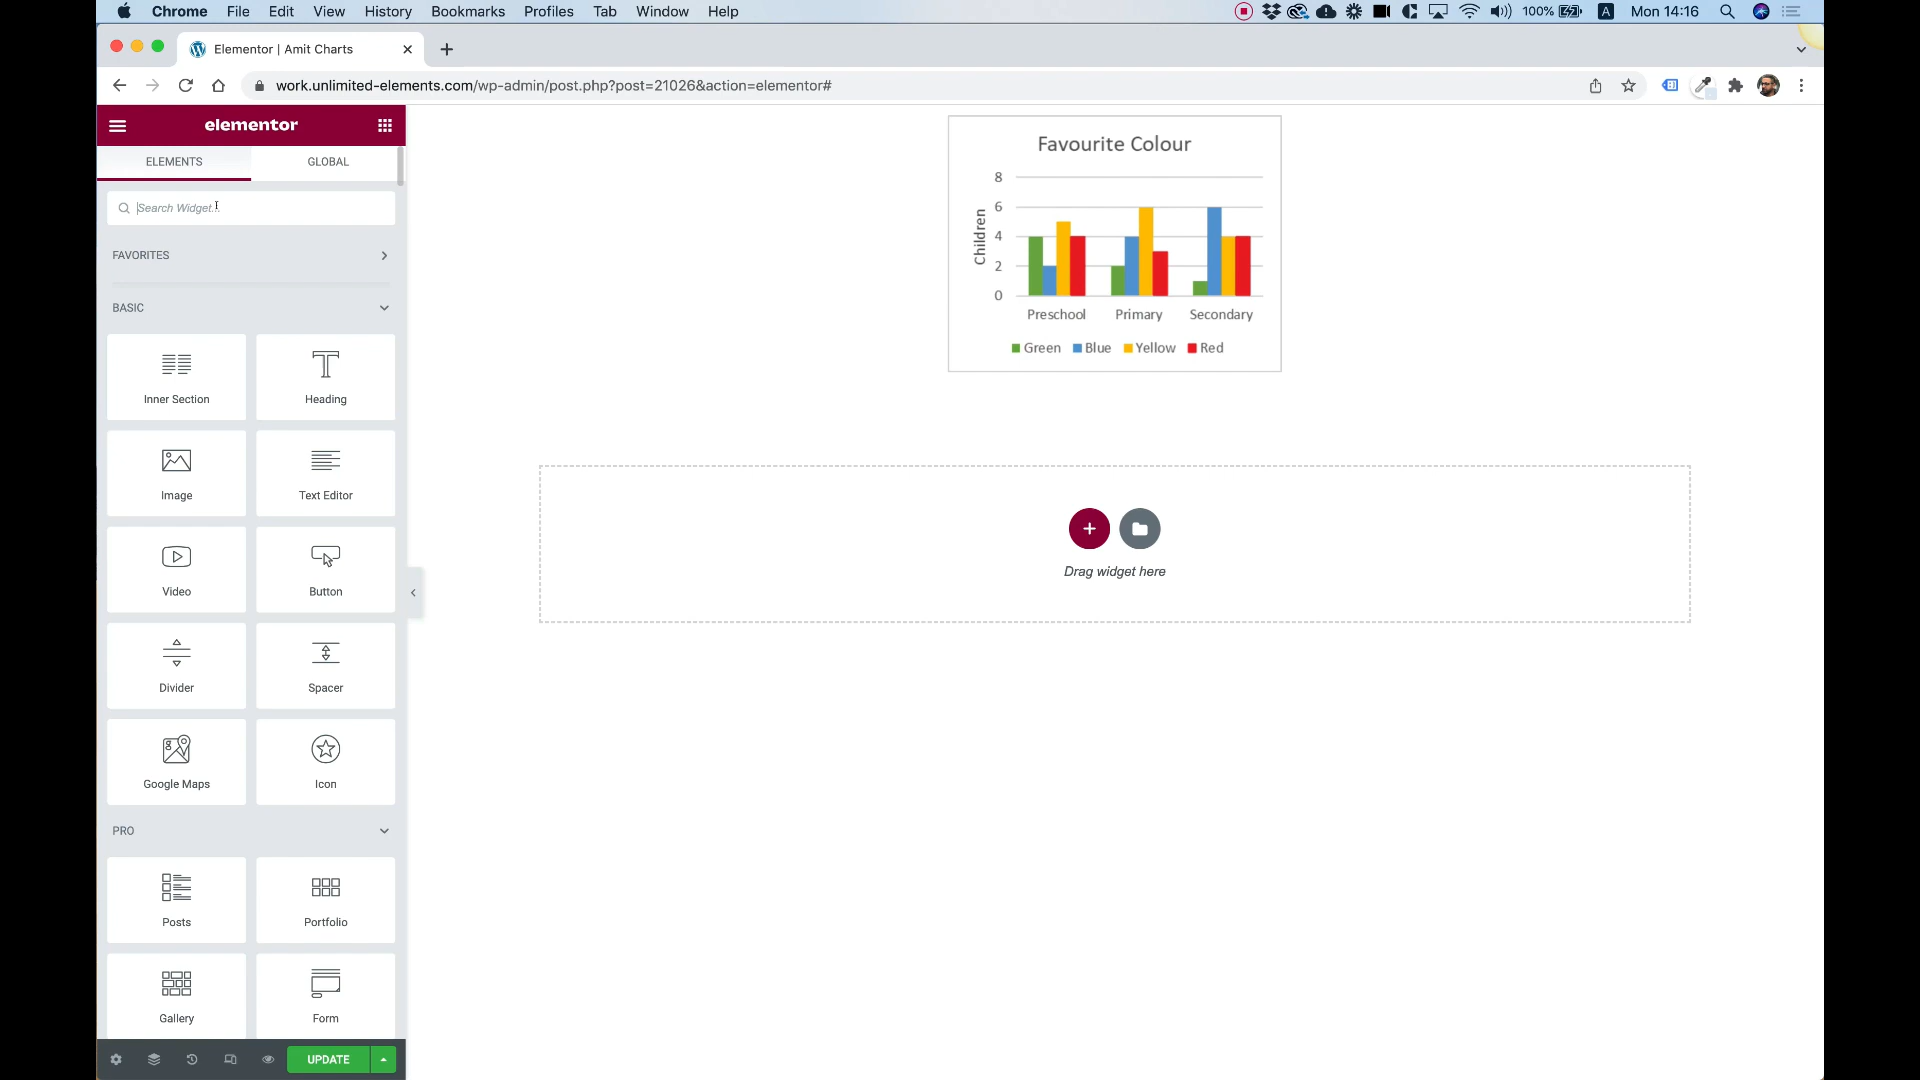 Chrome File Edit View History Bookmarks Profiles Tab Window Help 100% A Mon 14:16
Elementor | Amit Charts
work.unlimited-elements.com/wp-admin/post.php?post=21026&action=elementor#
elementor
ELEMENTS GLOBAL
Search Widget...
FAVORITES
BASIC
Inner Section Heading
Image Text Editor
Video Button
Divider Spacer
Google Maps Icon
PRO
Posts Portfolio
Gallery Form
UPDATE
Favourite Colour
8
6
4
2
0
Children
Preschool Primary Secondary
Green Blue Yellow Red
Drag widget here